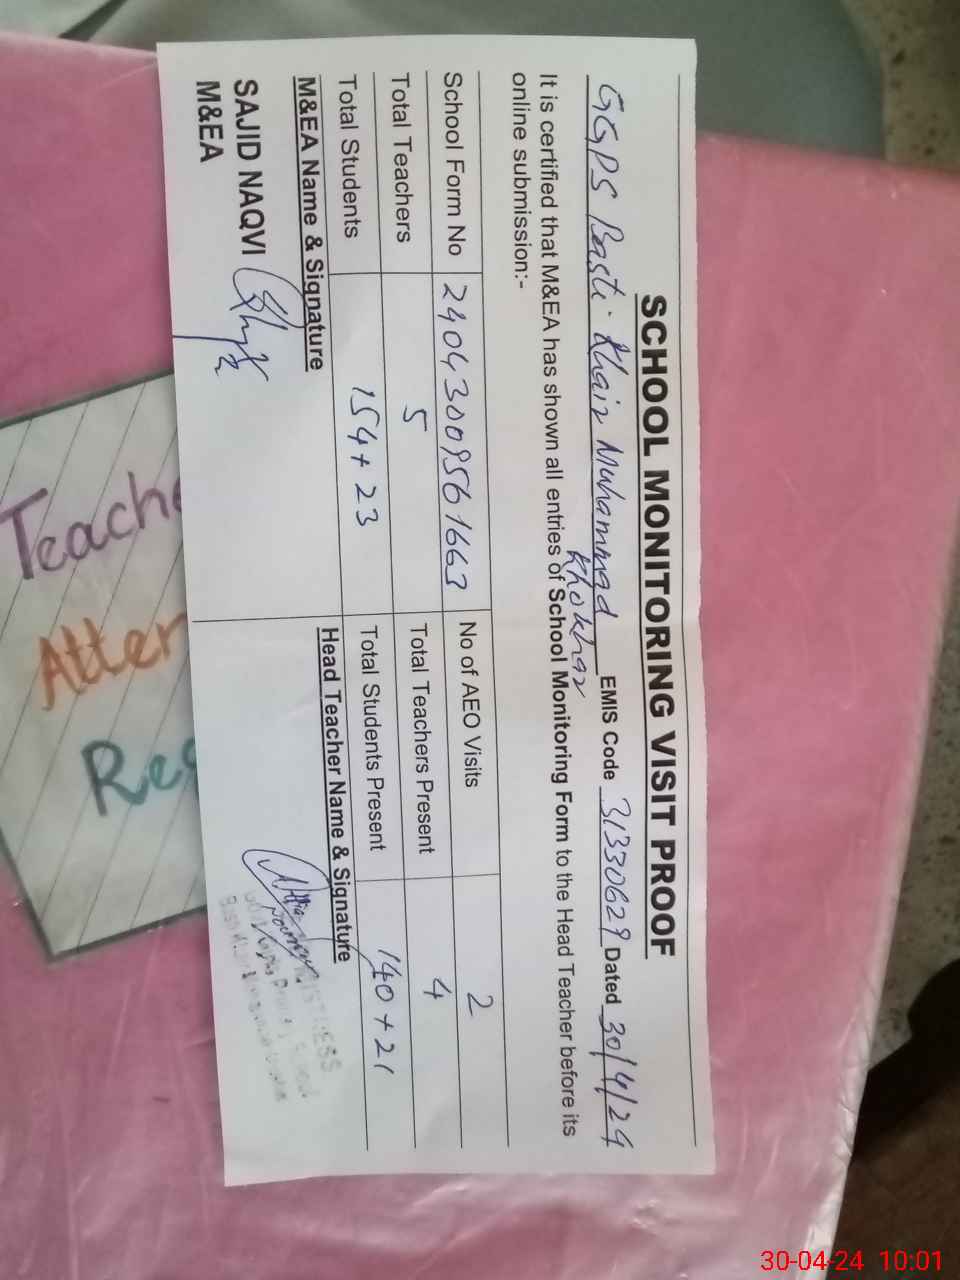 SCHOOL MONITORING VISIT PROOF
GGPS Basti Khair Muhammad EMIS Code 31330629 Dated 30/4/24
Khokhar
It is certified that M&EA has shown all entries of School Monitoring Form to the Head Teacher before its
online submission:-
School Form No 24043009561663 No of AEO Visits 2
Total Teachers 5 Total Teachers Present 4
Total Students 154+23 Total Students Present 140+21
M&EA Name & Signature Head Teacher Name & Signature
SAJID NAQVI
M&EA
Teache
Atten
Reg
30-04-24 10:01